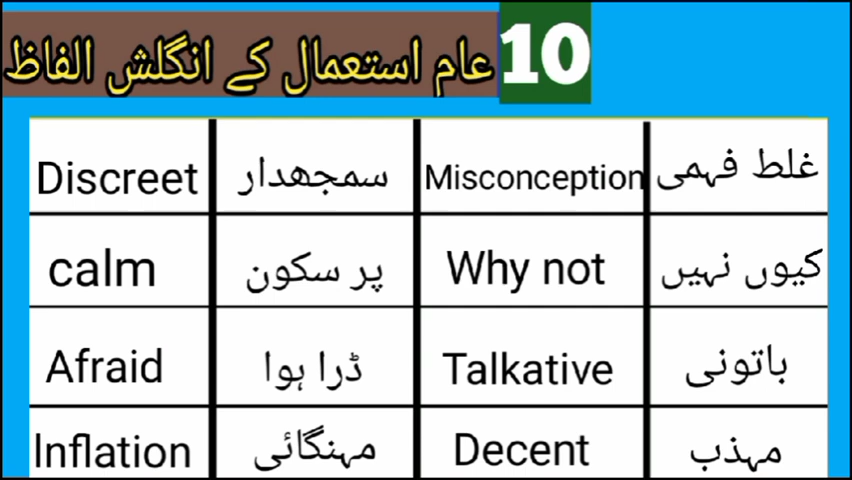 10 عام استعمال کے انگلش الفاظ
Discreet سمجھدار Misconception غلط فہمی
calm پر سکون Why not کیوں نہیں
Afraid ڈرا ہوا Talkative باتونی
Inflation مہنگائی Decent مہذب